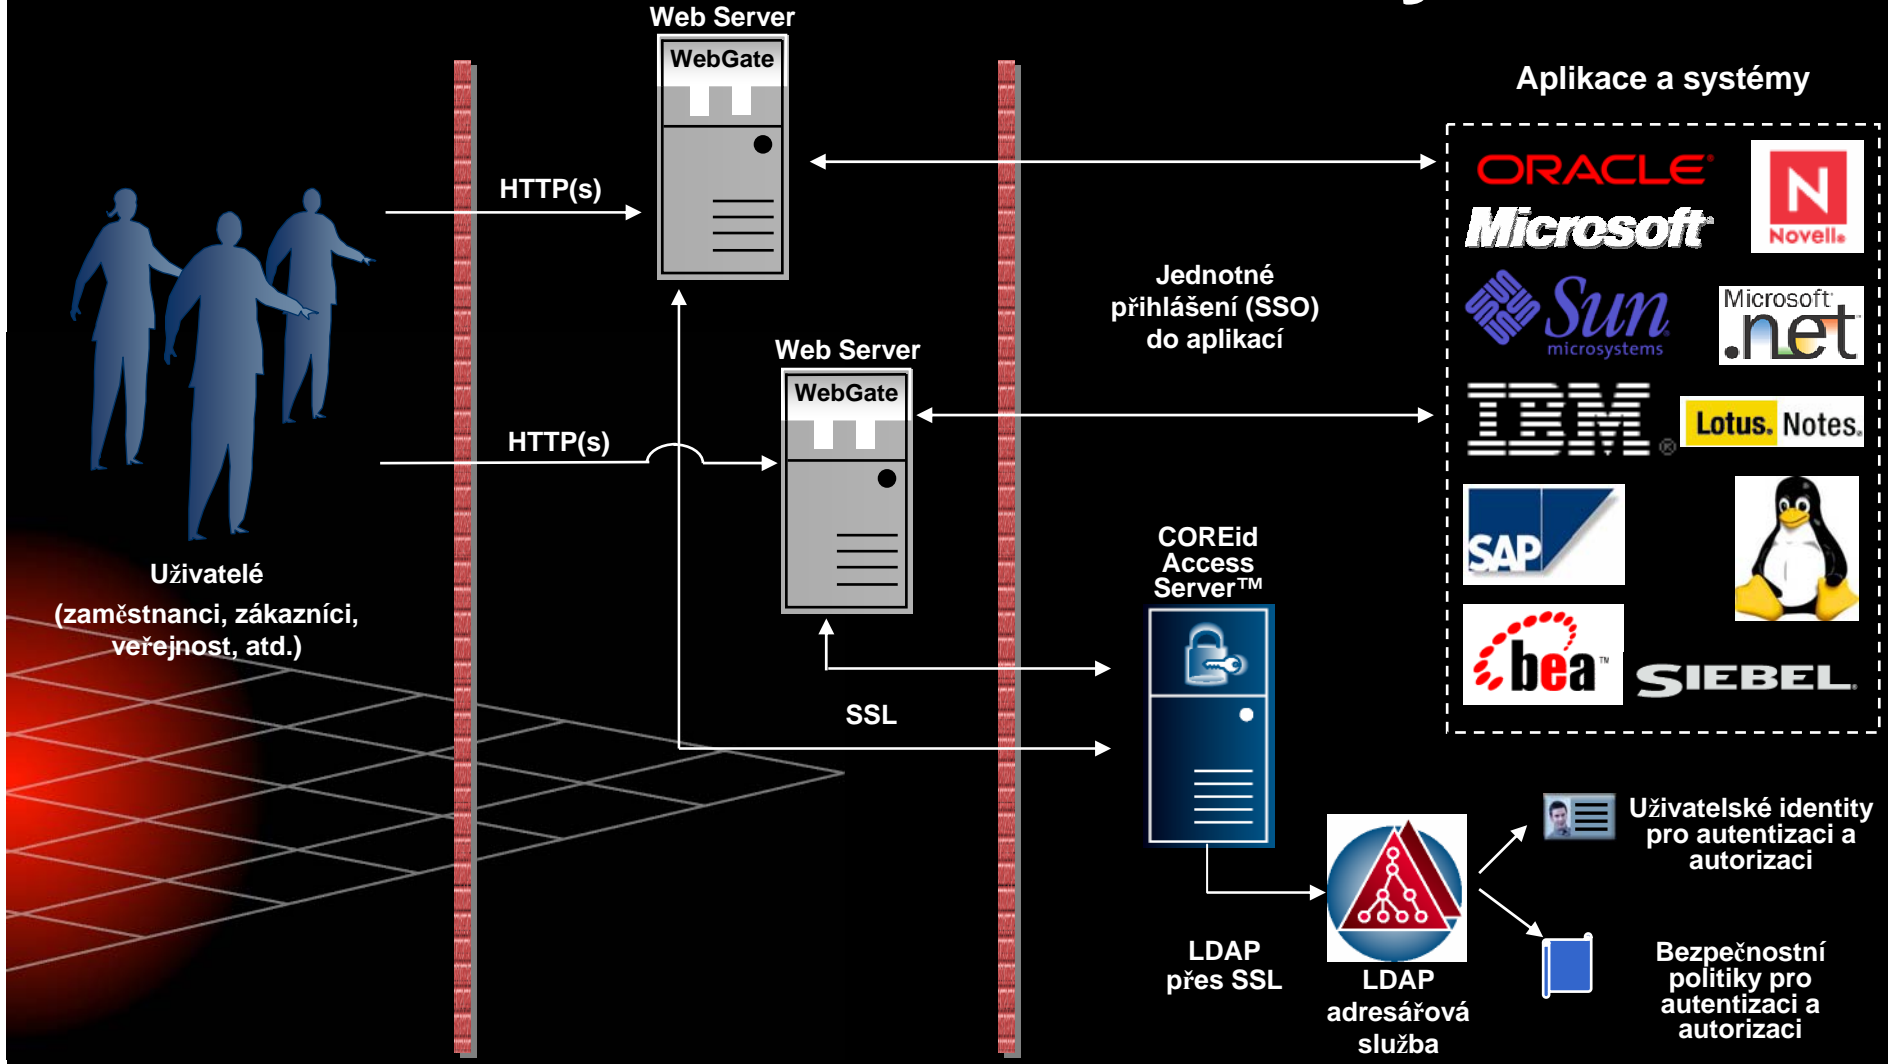 Web Server
WebGate
Aplikace a systémy
HTTP(s)
ORACLE®
Microsoft®
N
Novell®
Jednotné
přihlášení (SSO)
do aplikací
Sun
microsystems
Microsoft
.net
Web Server
WebGate
HTTP(s)
IBM®
Lotus. Notes.
SAP
COREid
Access
Server™
Uživatelé
(zaměstnanci, zákazníci,
veřejnost, atd.)
bea™
SIEBEL.
SSL
Uživatelské identity
pro autentizaci a
autorizaci
LDAP
přes SSL
LDAP
adresářová
služba
Bezpečnostní
politiky pro
autentizaci a
autorizaci